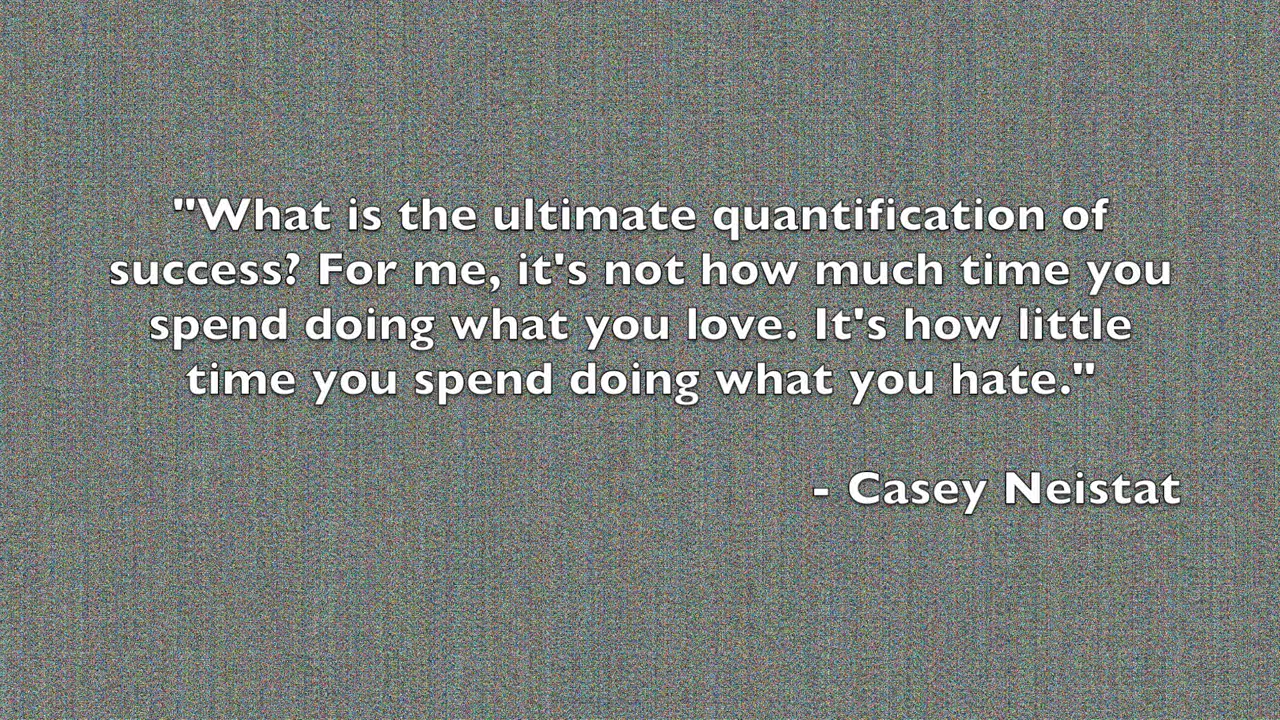 "What is the ultimate quantification of
success? For me, it's not how much time you
spend doing what you love. It's how little
time you spend doing what you hate."
- Casey Neistat